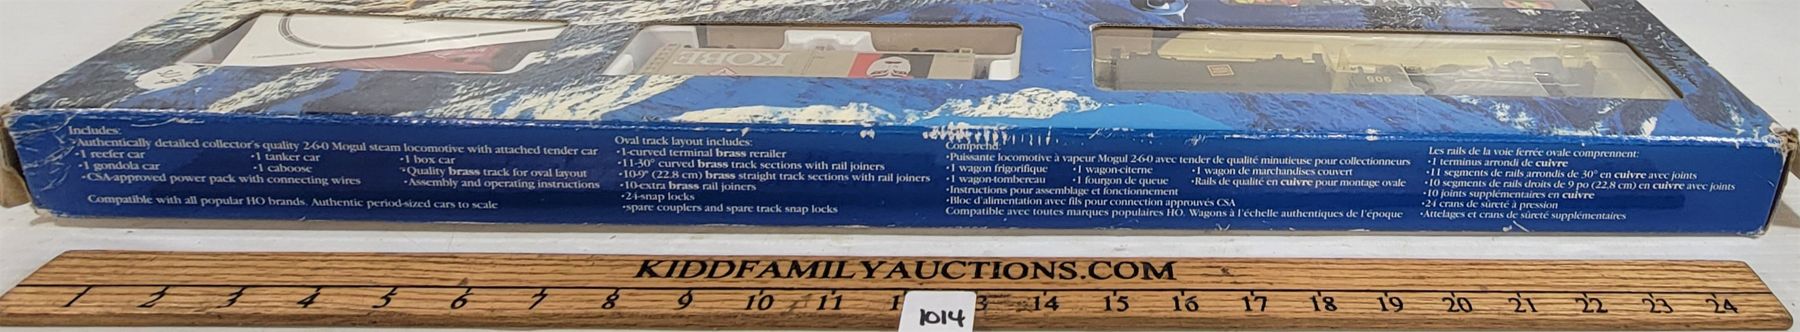 KOBE
905
Includes:
•Authentically detailed collector's quality 2-6-0 Mogul steam locomotive with attached tender car
•1 reefer car •1 tanker car •1 box car
•1 gondola car •1 caboose •Quality brass track for oval layout
•CSA-approved power pack with connecting wires •Assembly and operating instructions
Compatible with all popular HO brands. Authentic period-sized cars to scale
Oval track layout includes:
•1-curved terminal brass rerailer
•11-30° curved brass track sections with rail joiners
•10-9" (22.8 cm) brass straight track sections with rail joiners
•10-extra brass rail joiners
•24-snap locks
•spare couplers and spare track snap locks
Comprend:
•Puissante locomotive à vapeur Mogul 2-6-0 avec tender de qualité minutieuse pour collectionneurs
•1 wagon frigorifique •1 wagon-citerne •1 wagon de marchandises couvert
•1 wagon-tombereau •1 fourgon de queue •Rails de qualité en cuivre pour montage ovale
•Instructions pour assemblage et fonctionnement
•Bloc d'alimentation avec fils pour connection approuvés CSA
Compatible avec toutes marques populaires HO. Wagons à l'échelle authentiques de l'époque
Les rails de la voie ferrée ovale comprennent:
•1 terminus arrondi de cuivre
•11 segments de rails arrondis de 30° en cuivre avec joints
•10 segments de rails droits de 9 po (22,8 cm) en cuivre avec joints
•10 joints supplémentaires en cuivre
•24 crans de sûreté à pression
•Attelages et crans de sûreté supplémentaires
KIDDFAMILYAUCTIONS.COM
1 2 3 4 5 6 7 8 9 10 11 1 3 14 15 16 17 18 19 20 21 22 23 24
1014